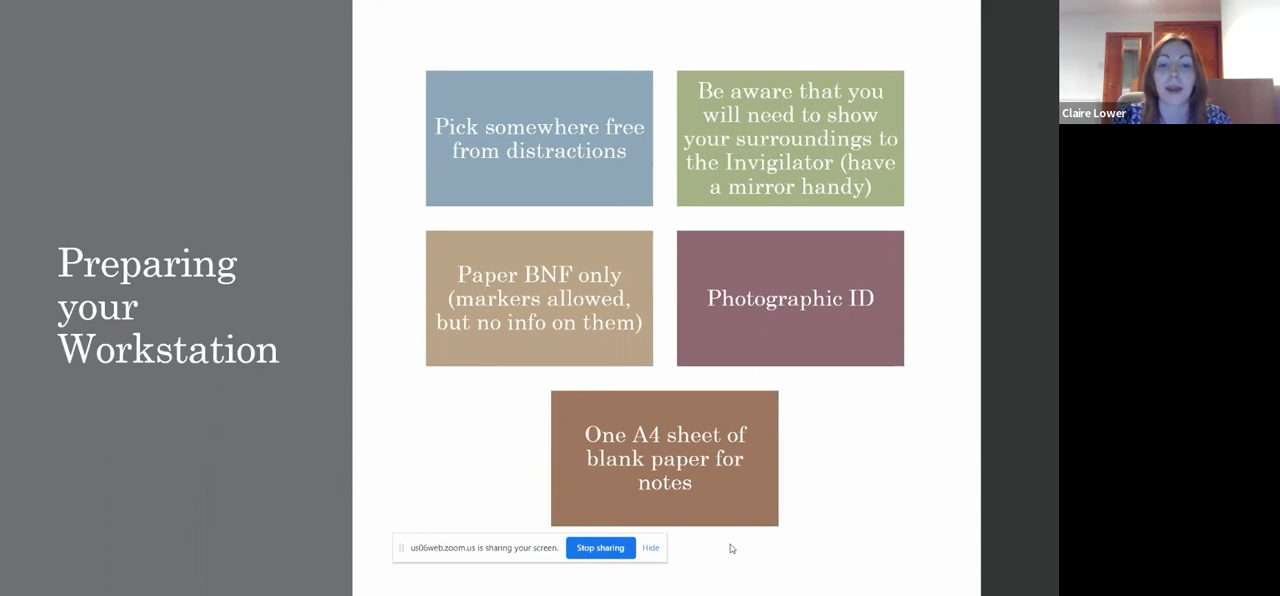 Preparing
your
Workstation
Pick somewhere free
from distractions
Be aware that you
will need to show
your surroundings to
the Invigilator (have
a mirror handy)
Paper BNF only
(markers allowed,
but no info on them)
Photographic ID
One A4 sheet of
blank paper for
notes
us06web.zoom.us is sharing your screen. Stop sharing Hide
Claire Lower